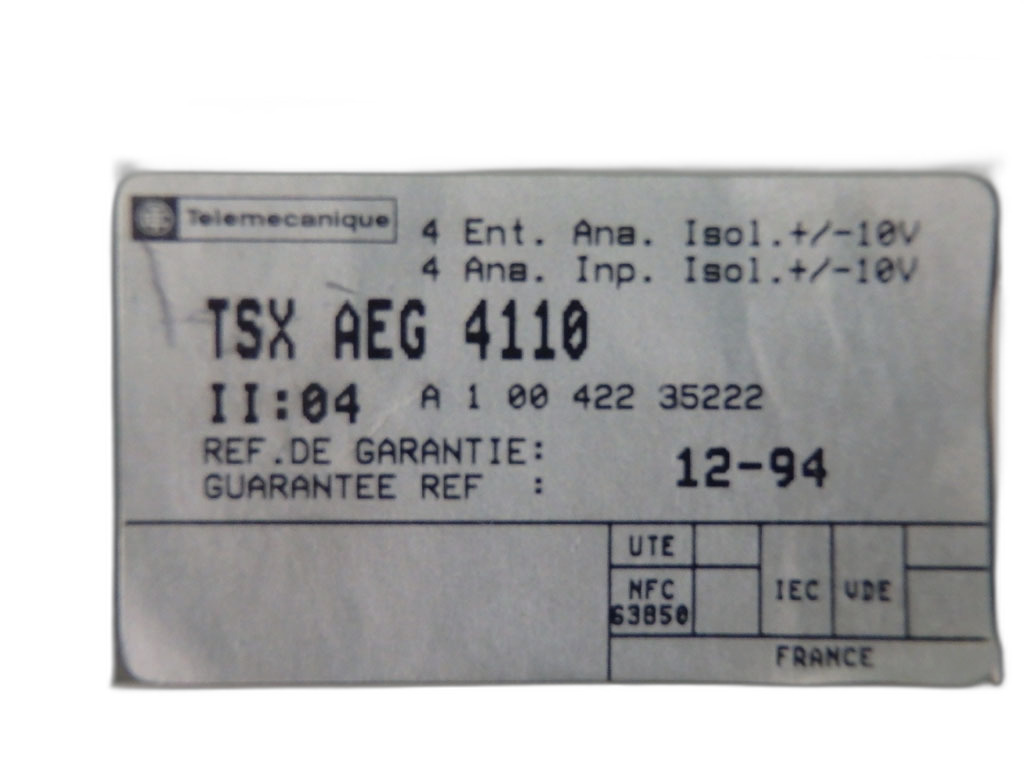 Telemecanique
4 Ent. Ana. Isol.+/-10V
4 Ana. Inp. Isol.+/-10V
TSX AEG 4110
II:04 A 1 00 422 35222
REF.DE GARANTIE:
GUARANTEE REF :
12-94
UTE
NFC
63850
IEC
VDE
FRANCE